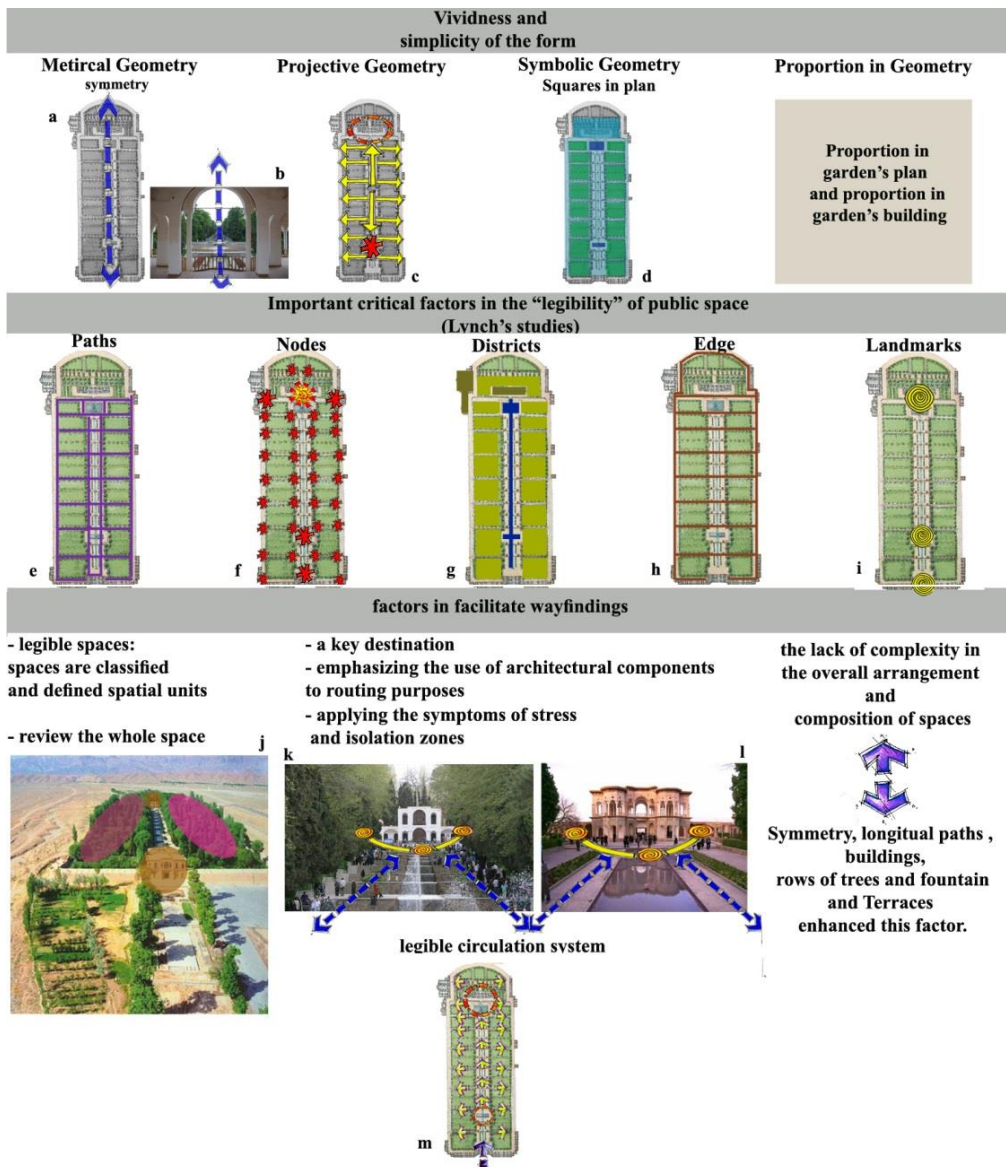 Vividness and
simplicity of the form
Metircal Geometry
symmetry
Projective Geometry
Symbolic Geometry
Squares in plan
Proportion in Geometry
a
b
c
d
Proportion in
garden's plan
and proportion in
garden's building
Important critical factors in the “legibility” of public space
(Lynch's studies)
Paths
Nodes
Districts
Edge
Landmarks
e
f
g
h
i
factors in facilitate wayfindings
- legible spaces:
spaces are classified
and defined spatial units
- review the whole space
j
- a key destination
- emphasizing the use of architectural components
to routing purposes
- applying the symptoms of stress
and isolation zones
k
l
the lack of complexity in
the overall arrangement
and
composition of spaces
Symmetry, longitual paths ,
buildings,
rows of trees and fountain
and Terraces
enhanced this factor.
legible circulation system
m